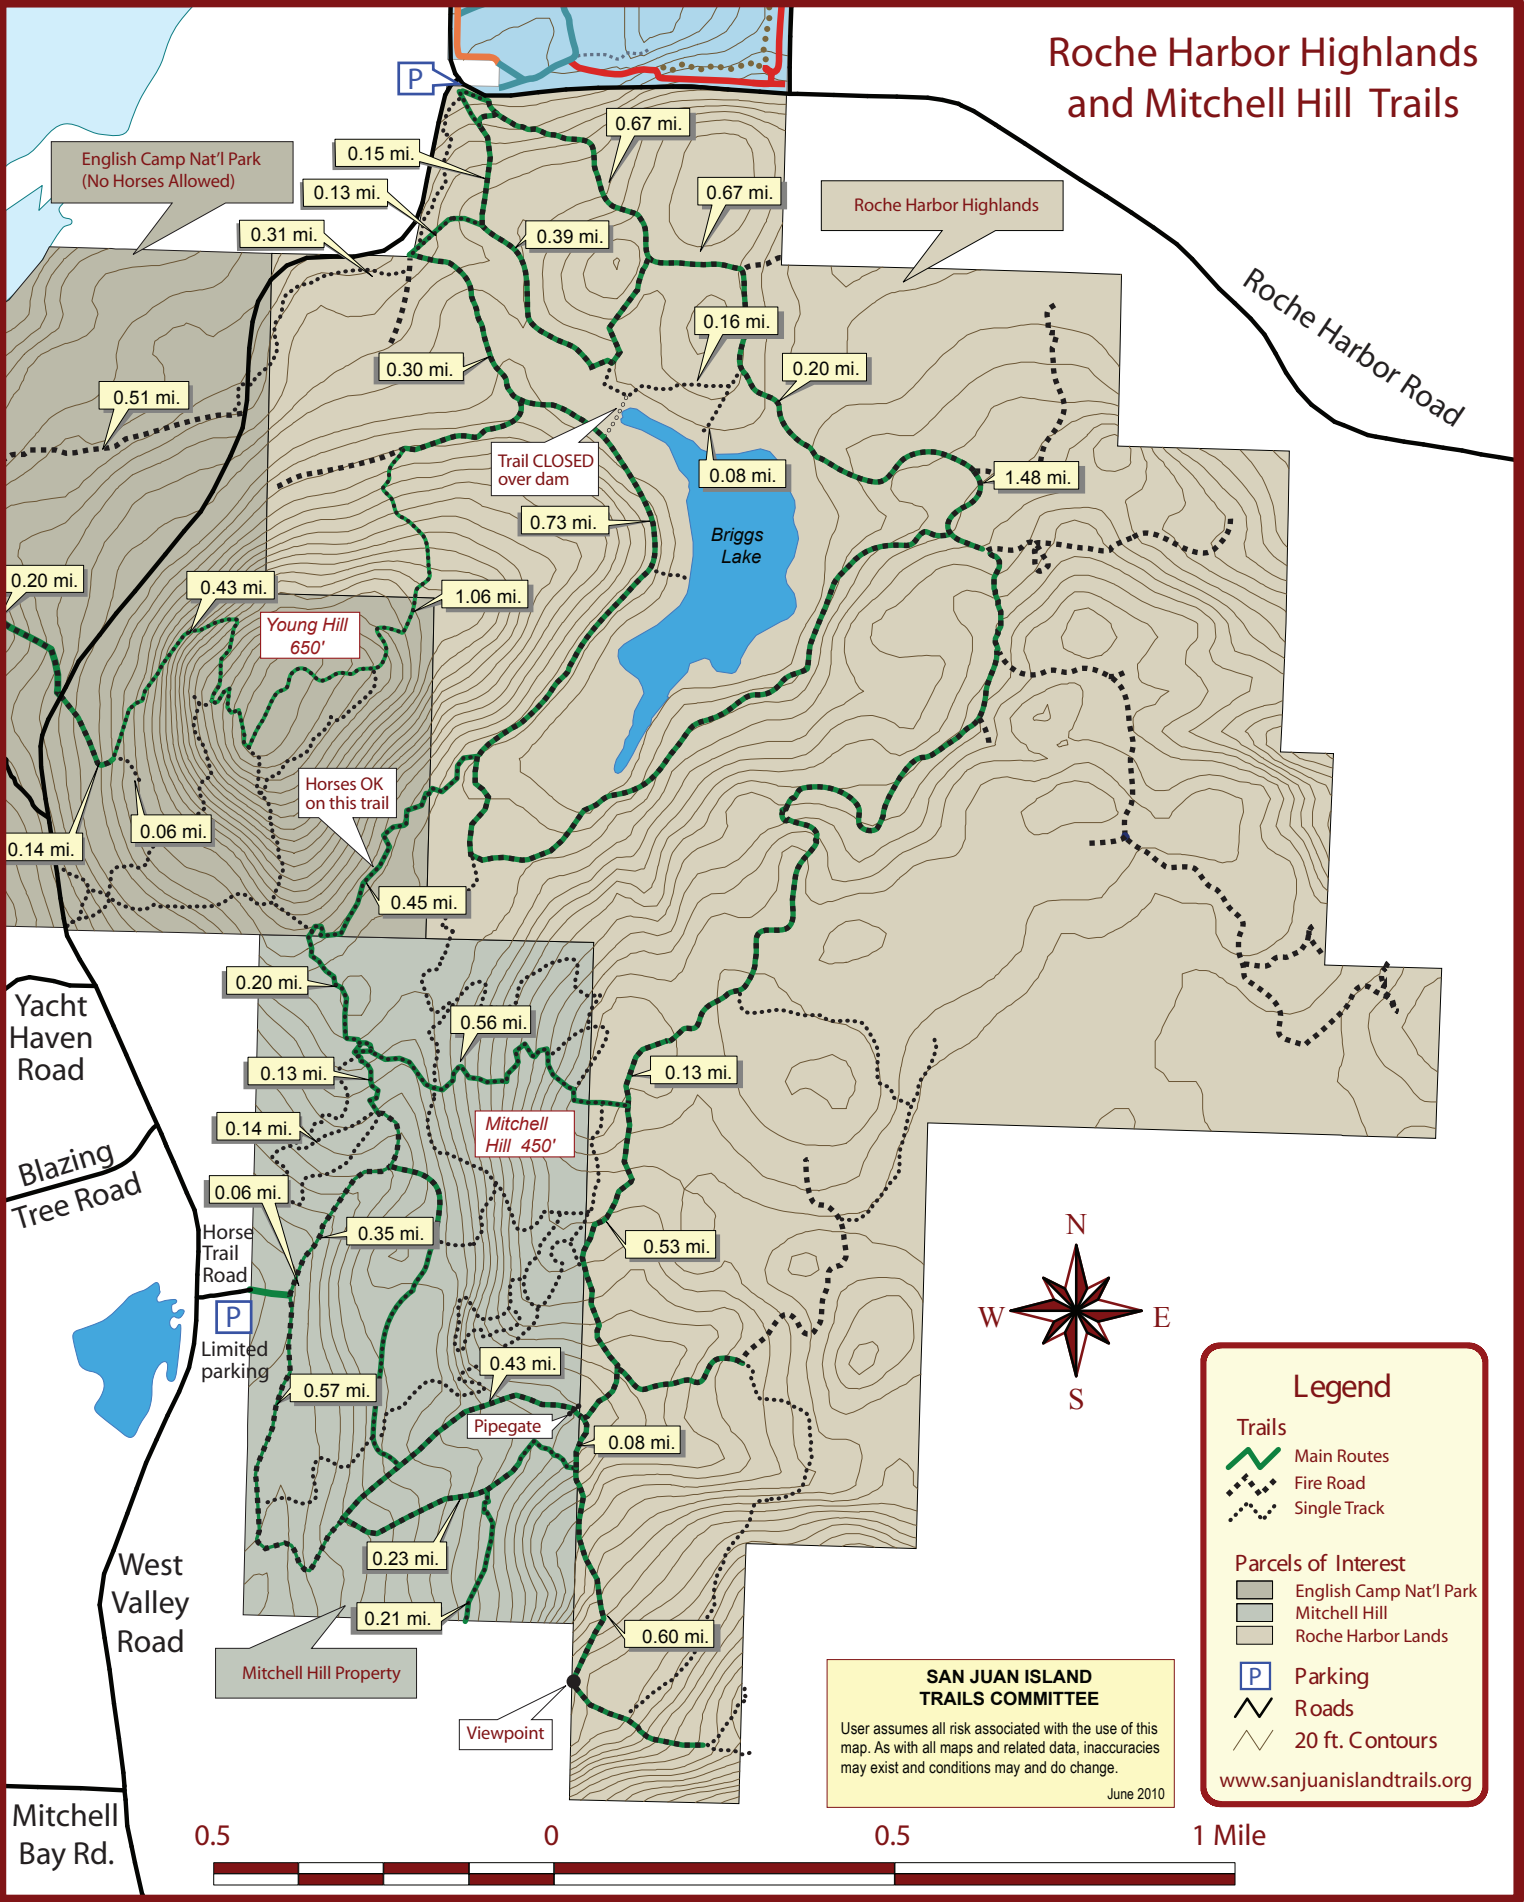 Roche Harbor Highlands
and Mitchell Hill Trails
P
0.67 mi.
0.15 mi.
English Camp Nat'l Park
(No Horses Allowed)
0.13 mi.
0.67 mi.
Roche Harbor Highlands
0.31 mi.
0.39 mi.
Roche Harbor Road
0.16 mi.
0.30 mi.
0.20 mi.
0.51 mi.
Trail CLOSED
over dam
0.08 mi.
1.48 mi.
0.73 mi.
Briggs
Lake
0.20 mi.
0.43 mi.
1.06 mi.
Young Hill
650'
Horses OK
on this trail
0.06 mi.
0.14 mi.
0.45 mi.
0.20 mi.
Yacht
Haven
Road
0.56 mi.
0.13 mi.
0.13 mi.
0.14 mi.
Mitchell
Hill 450'
Blazing
Tree Road
0.06 mi.
0.35 mi.
0.53 mi.
Horse
Trail
Road
P
Limited
parking
N
W
E
S
0.43 mi.
0.57 mi.
Pipegate
0.08 mi.
0.23 mi.
West
Valley
Road
0.21 mi.
0.60 mi.
Mitchell Hill Property
Viewpoint
Legend
Trails
Main Routes
Fire Road
Single Track
Parcels of Interest
English Camp Nat'l Park
Mitchell Hill
Roche Harbor Lands
P Parking
Roads
20 ft. Contours
www.sanjuanislandtrails.org
SAN JUAN ISLAND
TRAILS COMMITTEE
User assumes all risk associated with the use of this
map. As with all maps and related data, inaccuracies
may exist and conditions may and do change.
June 2010
Mitchell
Bay Rd.
0.5 0 0.5 1 Mile